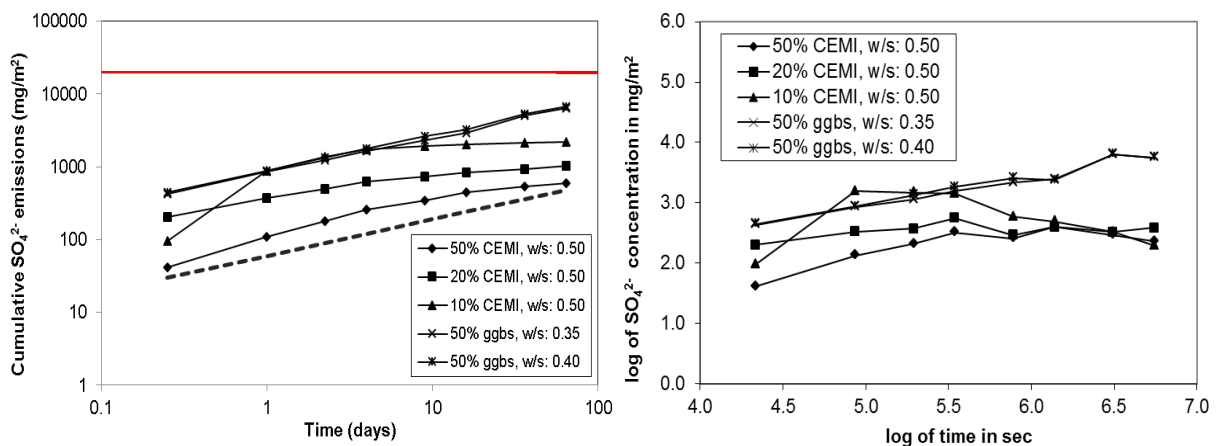 Cumulative SO₄²⁻ emissions (mg/m²)
100000
10000
1000
100
10
1
0.1
1
10
100
Time (days)
50% CEMI, w/s: 0.50
20% CEMI, w/s: 0.50
10% CEMI, w/s: 0.50
50% ggbs, w/s: 0.35
50% ggbs, w/s: 0.40
log of SO₄²⁻ concentration in mg/m²
6.0
5.0
4.0
3.0
2.0
1.0
0.0
4.0
4.5
5.0
5.5
6.0
6.5
7.0
log of time in sec
50% CEMI, w/s: 0.50
20% CEMI, w/s: 0.50
10% CEMI, w/s: 0.50
50% ggbs, w/s: 0.35
50% ggbs, w/s: 0.40